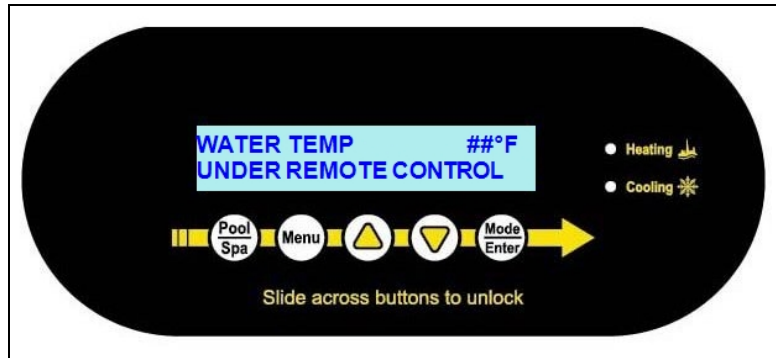 WATER TEMP ##°F
UNDER REMOTE CONTROL
Heating
Cooling
Pool
Spa
Menu
Mode
Enter
Slide across buttons to unlock